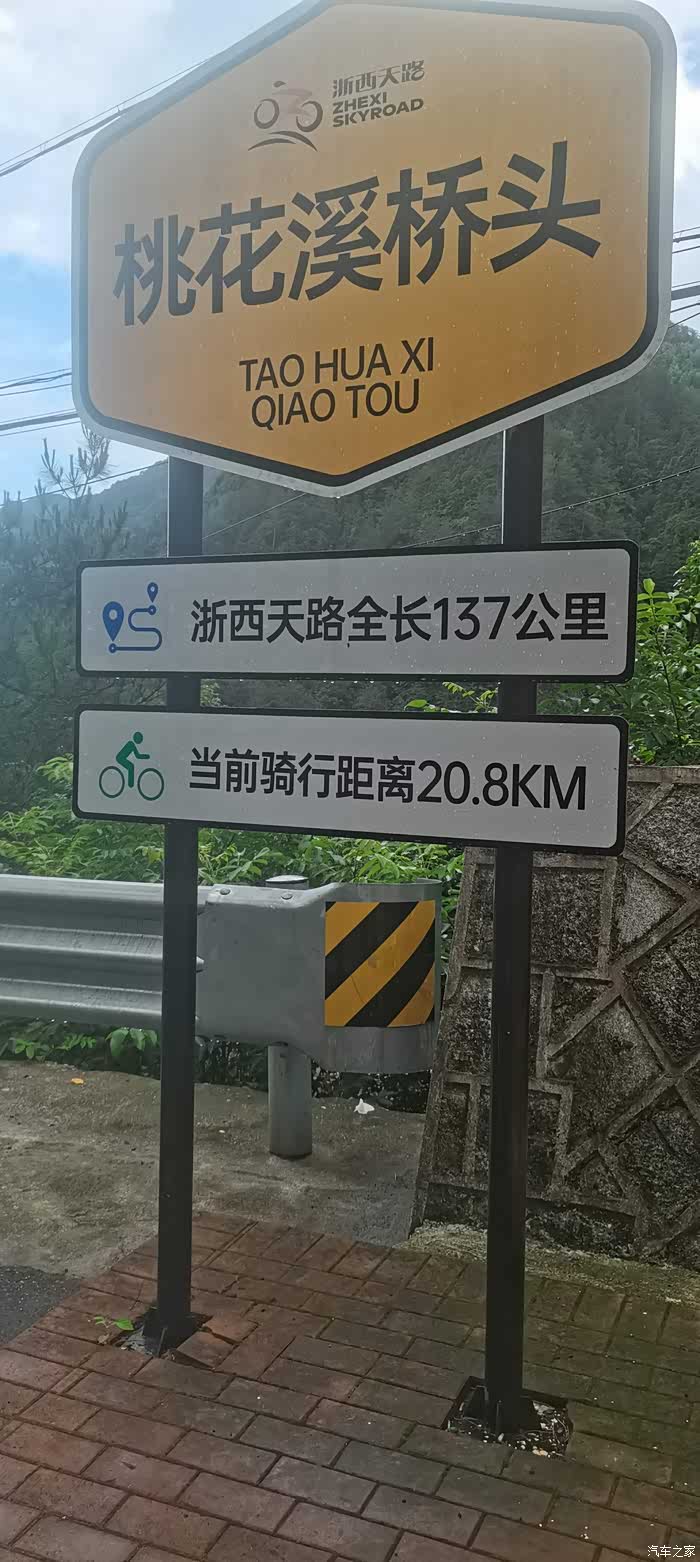 浙西天路
ZHEXI
SKYROAD
桃花溪桥头
TAO HUA XI
QIAO TOU
浙西天路全长137公里
当前骑行距离20.8KM
汽车之家